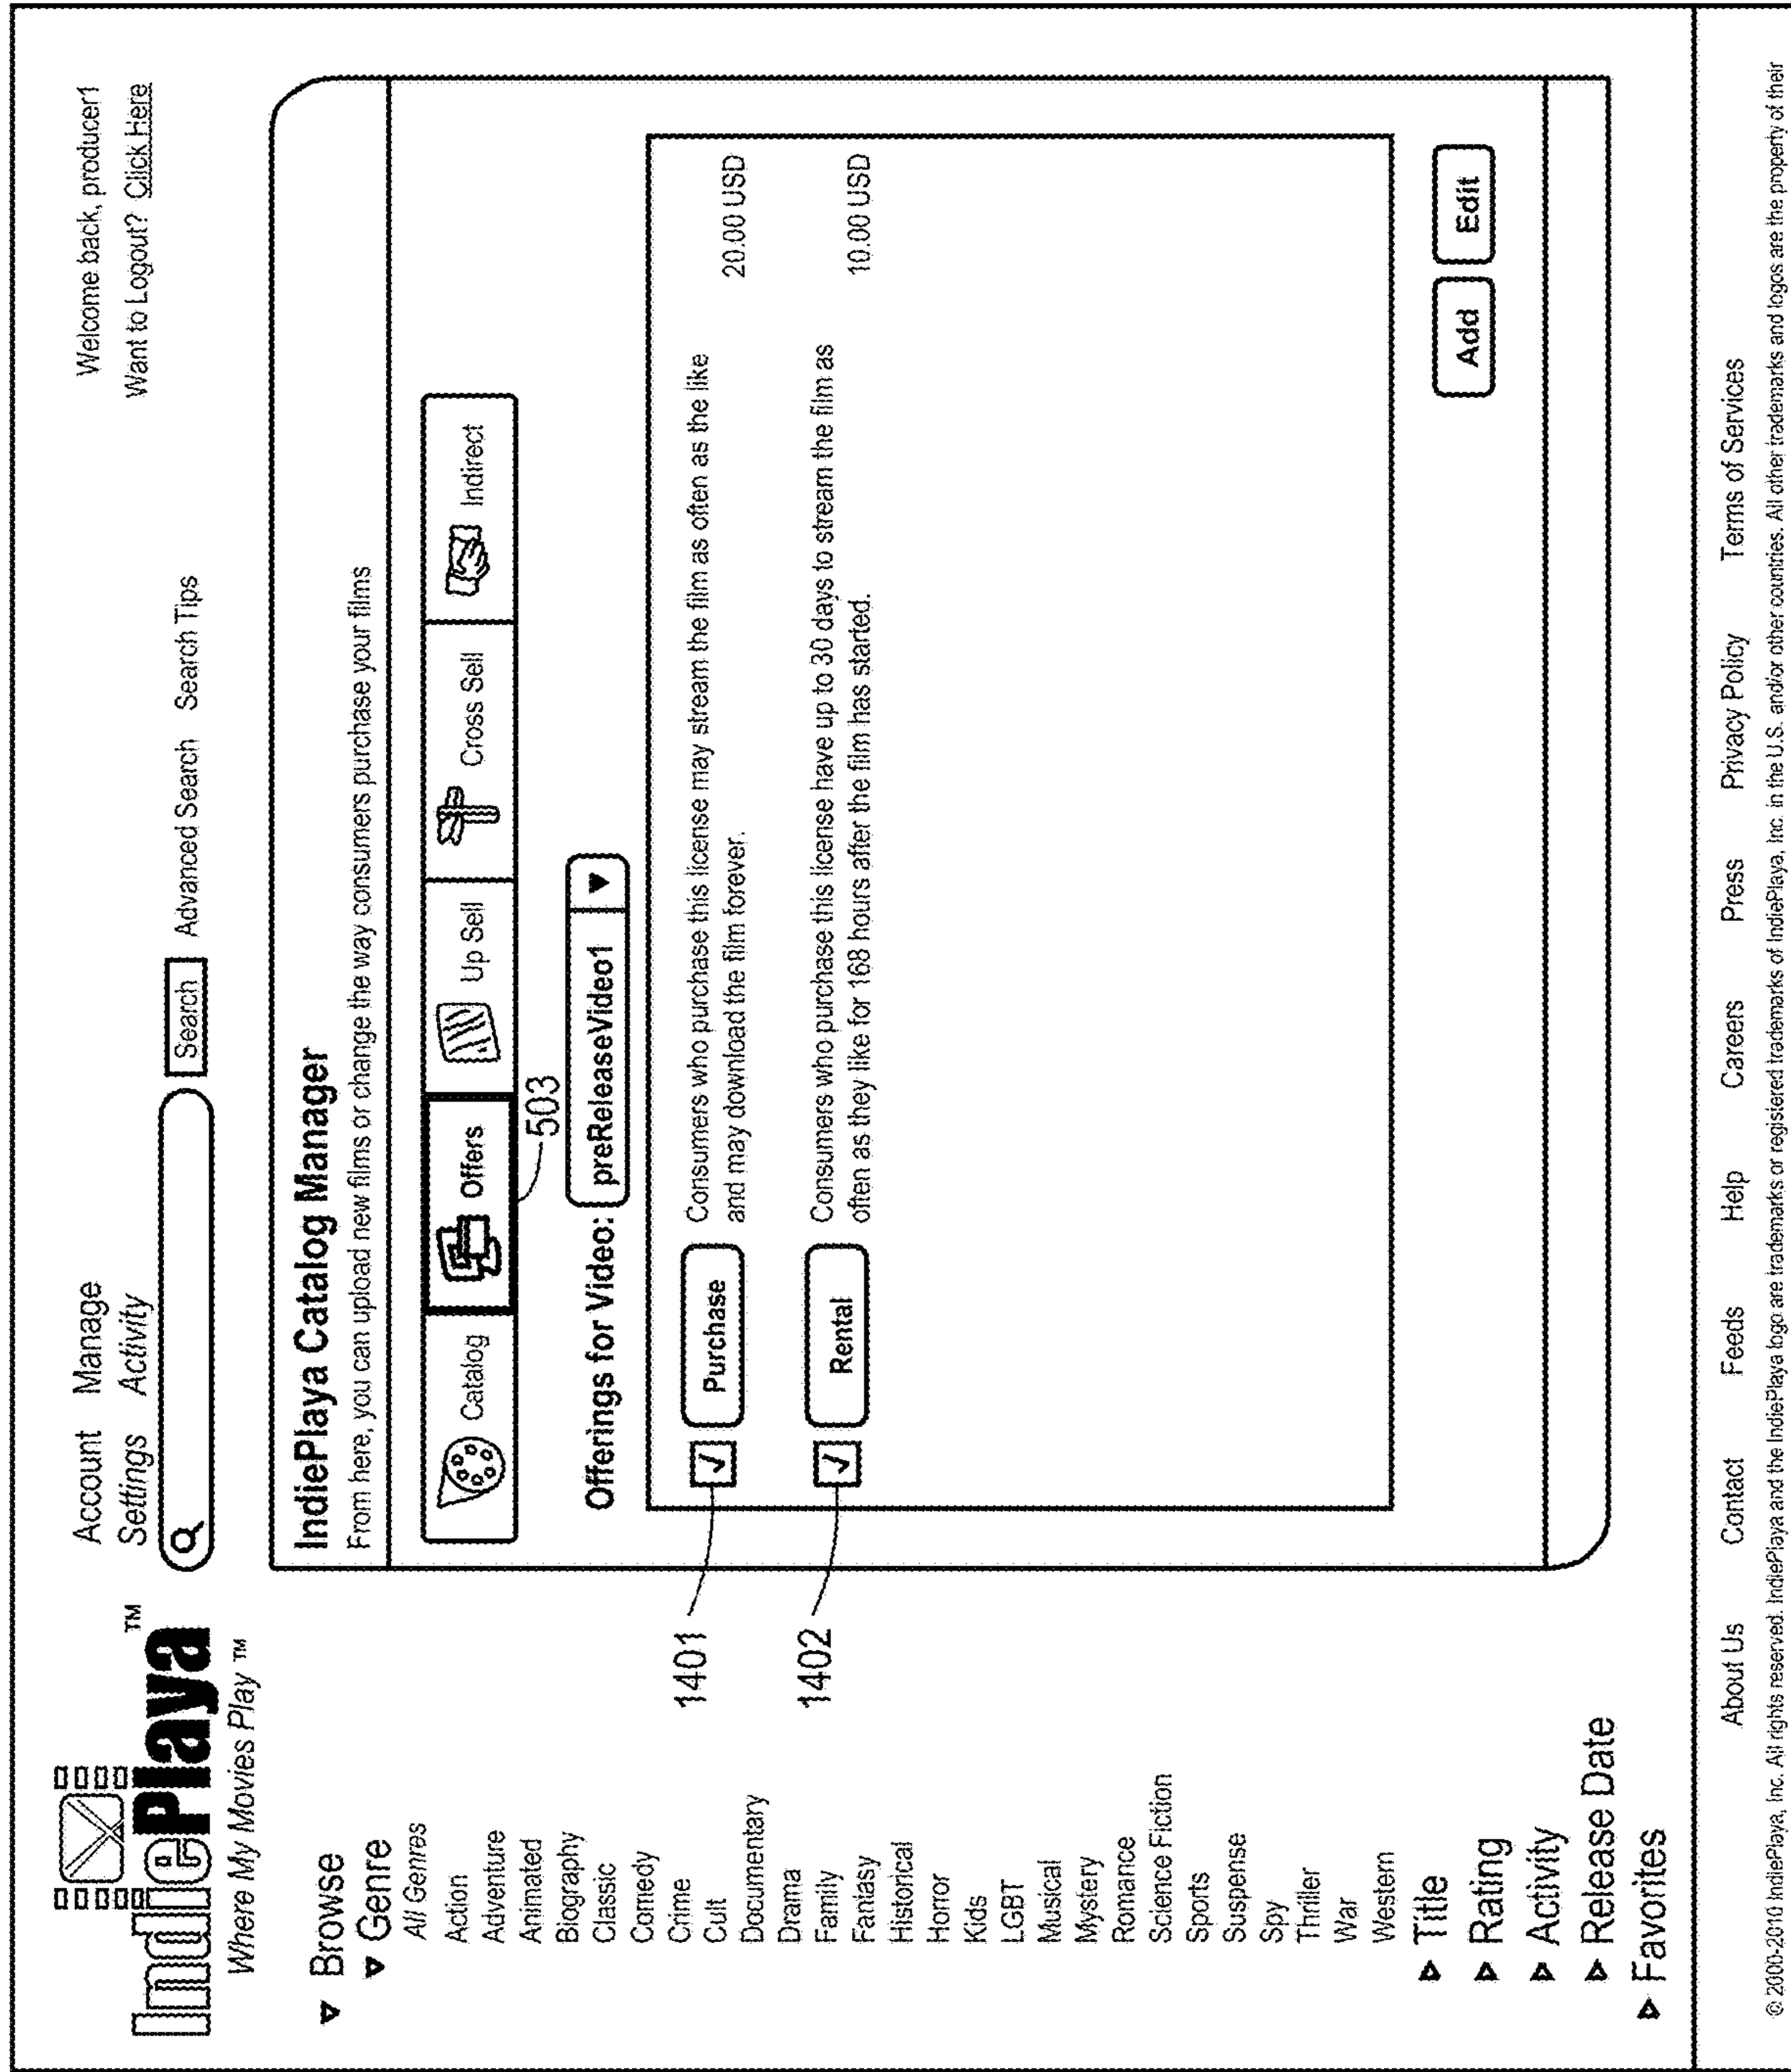 IndiePlaya™
Where My Movies Play ™
Account Settings
Manage Activity
Welcome back, producer1
Want to Logout? Click Here
Search
Advanced Search
Search Tips
▼ Browse
▼ Genre
All Genres
Action
Adventure
Animated
Biography
Classic
Comedy
Crime
Cult
Documentary
Drama
Family
Fantasy
Historical
Horror
Kids
LGBT
Musical
Mystery
Romance
Science Fiction
Sports
Suspense
Spy
Thriller
War
Western
Title
Rating
Activity
Release Date
Favorites
IndiePlaya Catalog Manager
From here, you can upload new films or change the way consumers purchase your films
Catalog
Offers
Up Sell
Cross Sell
Indirect
503
Offerings for Video: preReleaseVideo1 ▼
1401
√ Purchase
Consumers who purchase this license may stream the film as often as the like
and may download the film forever.
20.00 USD
1402
√ Rental
Consumers who purchase this license have up to 30 days to stream the film as
often as they like for 168 hours after the film has started.
10.00 USD
Add
Edit
About Us
Contact
Feeds
Help
Careers
Press
Privacy Policy
Terms of Services
© 2000-2010 IndiePlaya, Inc. All rights reserved. IndiePlaya and the IndiePlaya logo are trademarks or registered trademarks of IndiePlaya, Inc. in the U.S. and/or other countries. All other trademarks and logos are the property of their